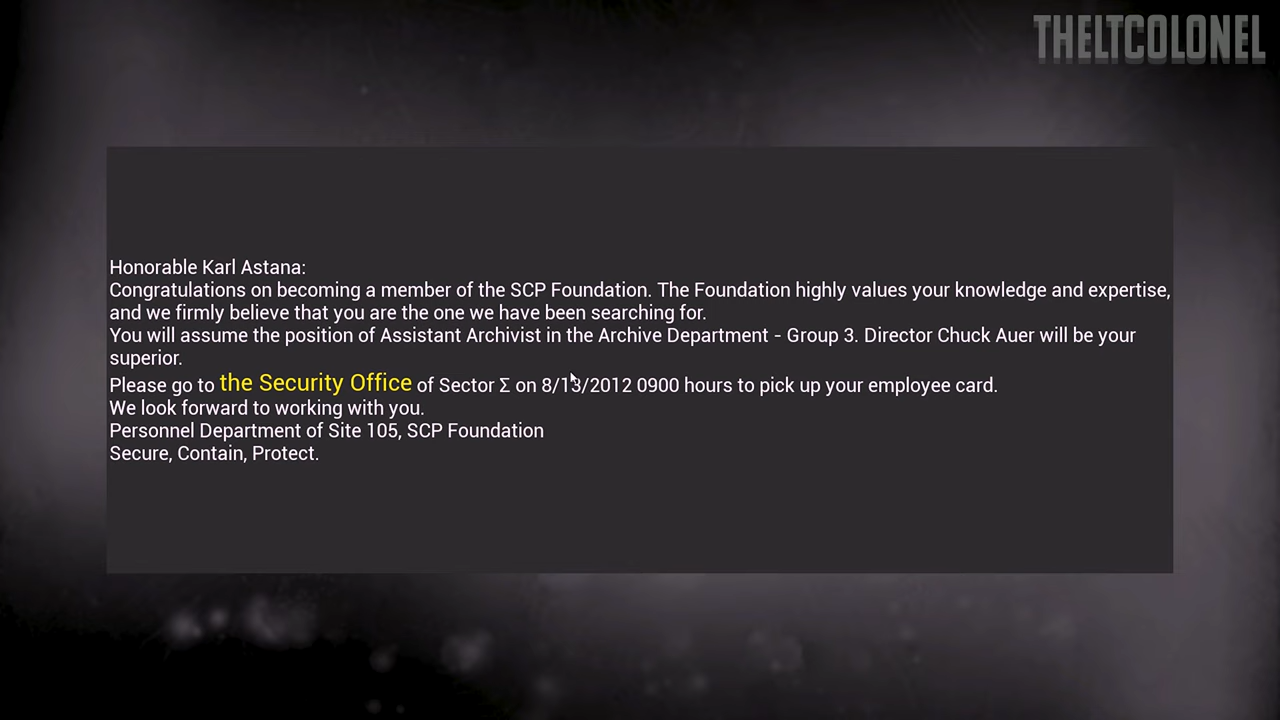 THELTCOLONEL
Honorable Karl Astana:
Congratulations on becoming a member of the SCP Foundation. The Foundation highly values your knowledge and expertise,
and we firmly believe that you are the one we have been searching for.
You will assume the position of Assistant Archivist in the Archive Department - Group 3. Director Chuck Auer will be your
superior.
Please go to the Security Office of Sector Σ on 8/13/2012 0900 hours to pick up your employee card.
We look forward to working with you.
Personnel Department of Site 105, SCP Foundation
Secure, Contain, Protect.